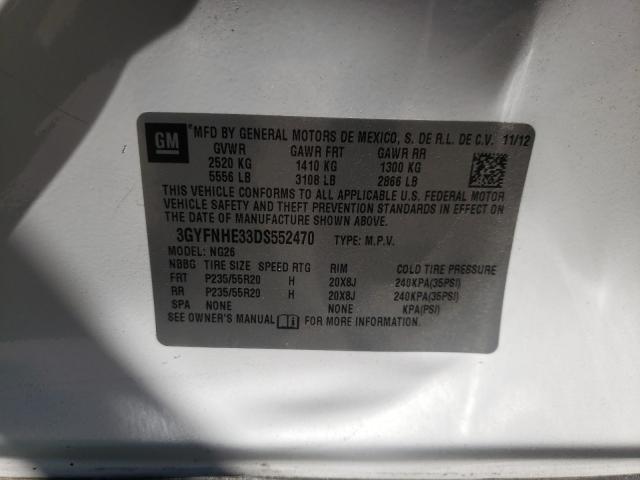 GM
MFD BY GENERAL MOTORS DE MEXICO, S. DE R.L. DE C.V. 11/12
GVWR GAWR FRT GAWR RR
2520 KG 1410 KG 1300 KG
5556 LB 3108 LB 2866 LB
THIS VEHICLE CONFORMS TO ALL APPLICABLE U.S. FEDERAL MOTOR
VEHICLE SAFETY AND THEFT PREVENTION STANDARDS IN EFFECT ON
THE DATE OF MANUFACTURE SHOWN ABOVE.
3GYFNHE33DS552470 TYPE: M.P.V.
MODEL: NG26
NBBG TIRE SIZE SPEED RTG RIM COLD TIRE PRESSURE
FRT P235/55R20 H 20X8J 240KPA(35PSI)
RR P235/55R20 H 20X8J 240KPA(35PSI)
SPA NONE NONE KPA(PSI)
SEE OWNER'S MANUAL FOR MORE INFORMATION.